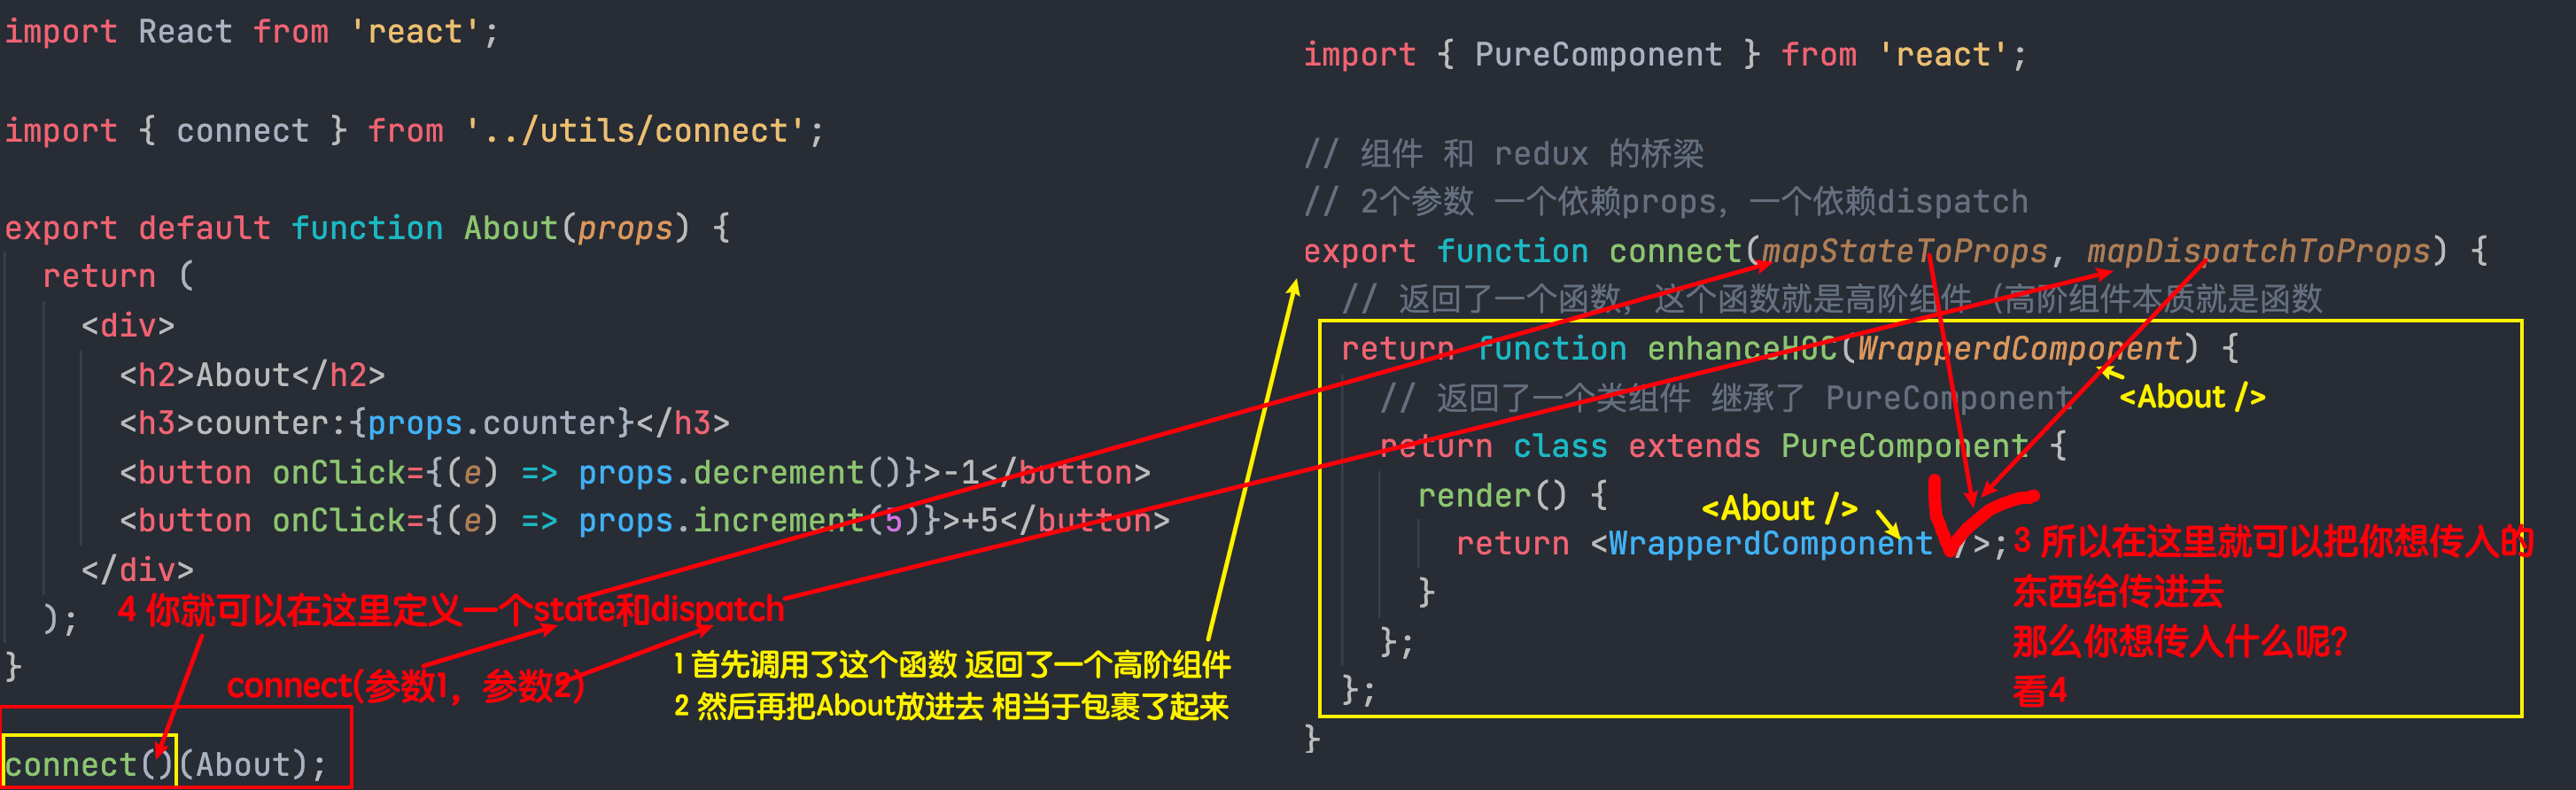 import React from 'react';
import { connect } from '../utils/connect';
export default function About(props) {
return (
<div>
<h2>About</h2>
<h3>counter:{props.counter}</h3>
<button onClick={(e) => props.decrement()}>-1</button>
<button onClick={(e) => props.increment(5)}>+5</button>
</div>
);
4 你就可以在这里定义一个state和dispatch
}
connect(参数1，参数2)
1 首先调用了这个函数 返回了一个高阶组件
2 然后再把About放进去 相当于包裹了起来
connect()(About);
import { PureComponent } from 'react';
// 组件 和 redux 的桥梁
// 2个参数 一个依赖props，一个依赖dispatch
export function connect(mapStateToProps, mapDispatchToProps) {
// 返回了一个函数，这个函数就是高阶组件（高阶组件本质就是函数
return function enhanceHOC(WrapperdComponent) {
// 返回了一个类组件 继承了 PureComponent
<About />
return class extends PureComponent {
render() {
<About />
return <WrapperdComponent />;
3 所以在这里就可以把你想传入的
东西给传进去
那么你想传入什么呢？
看4
}
};
};
}